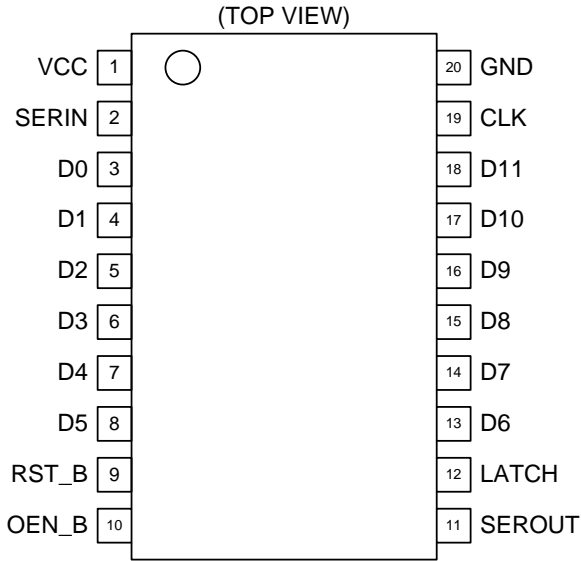 (TOP VIEW)
VCC 1 20 GND
SERIN 2 19 CLK
D0 3 18 D11
D1 4 17 D10
D2 5 16 D9
D3 6 15 D8
D4 7 14 D7
D5 8 13 D6
RST_B 9 12 LATCH
OEN_B 10 11 SEROUT